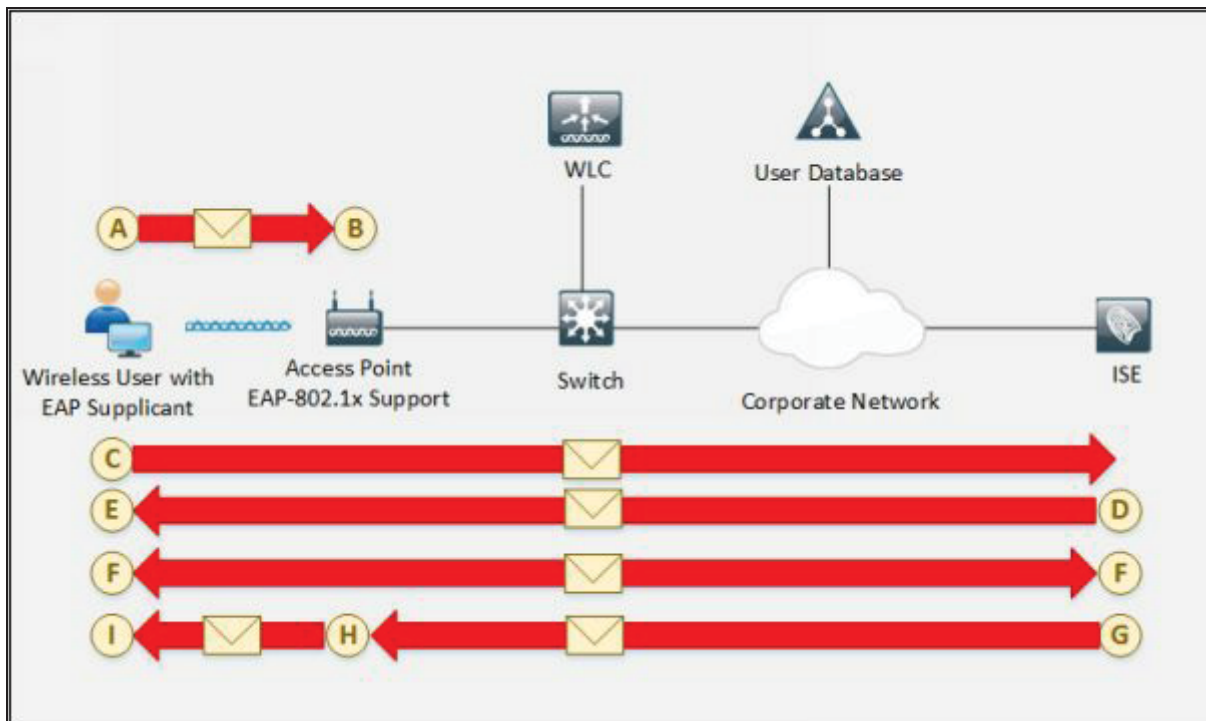 WLC
User Database
A
B
Wireless User with
EAP Supplicant
Access Point
EAP-802.1x Support
Switch
Corporate Network
ISE
C
E
D
F
F
I
H
G